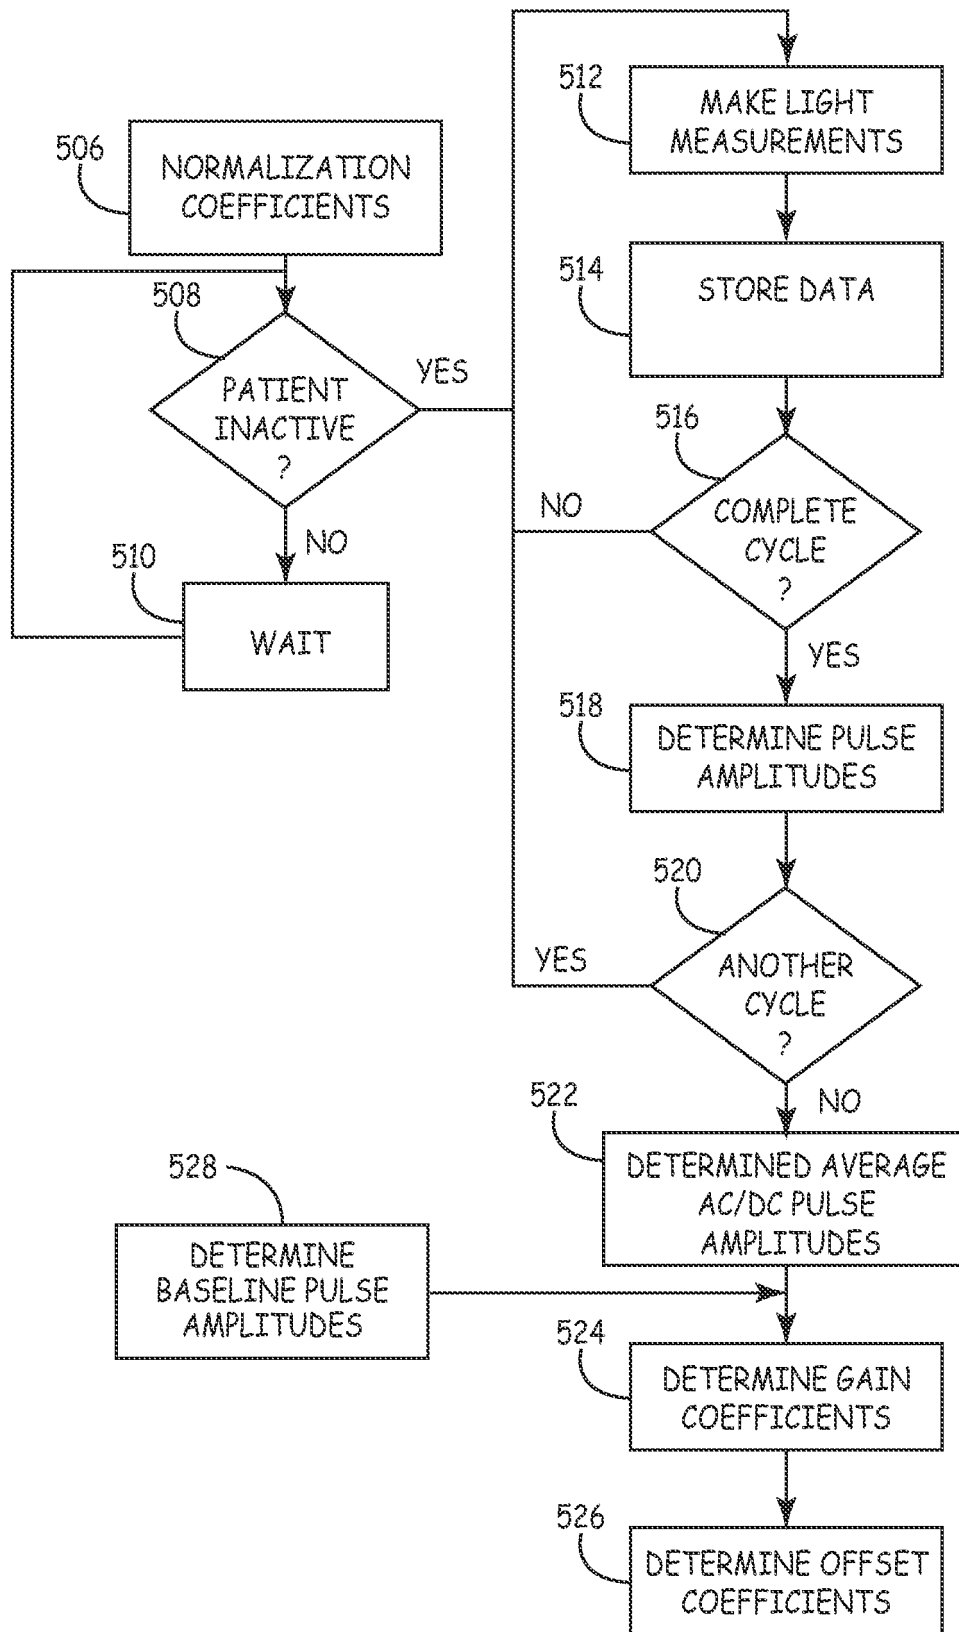 506
NORMALIZATION
COEFFICIENTS
508
PATIENT
INACTIVE
?
YES
NO
510
WAIT
512
MAKE LIGHT
MEASUREMENTS
514
STORE DATA
516
COMPLETE
CYCLE
?
NO
YES
518
DETERMINE PULSE
AMPLITUDES
520
ANOTHER
CYCLE
?
YES
NO
522
DETERMINED AVERAGE
AC/DC PULSE
AMPLITUDES
528
DETERMINE
BASELINE PULSE
AMPLITUDES
524
DETERMINE GAIN
COEFFICIENTS
526
DETERMINE OFFSET
COEFFICIENTS